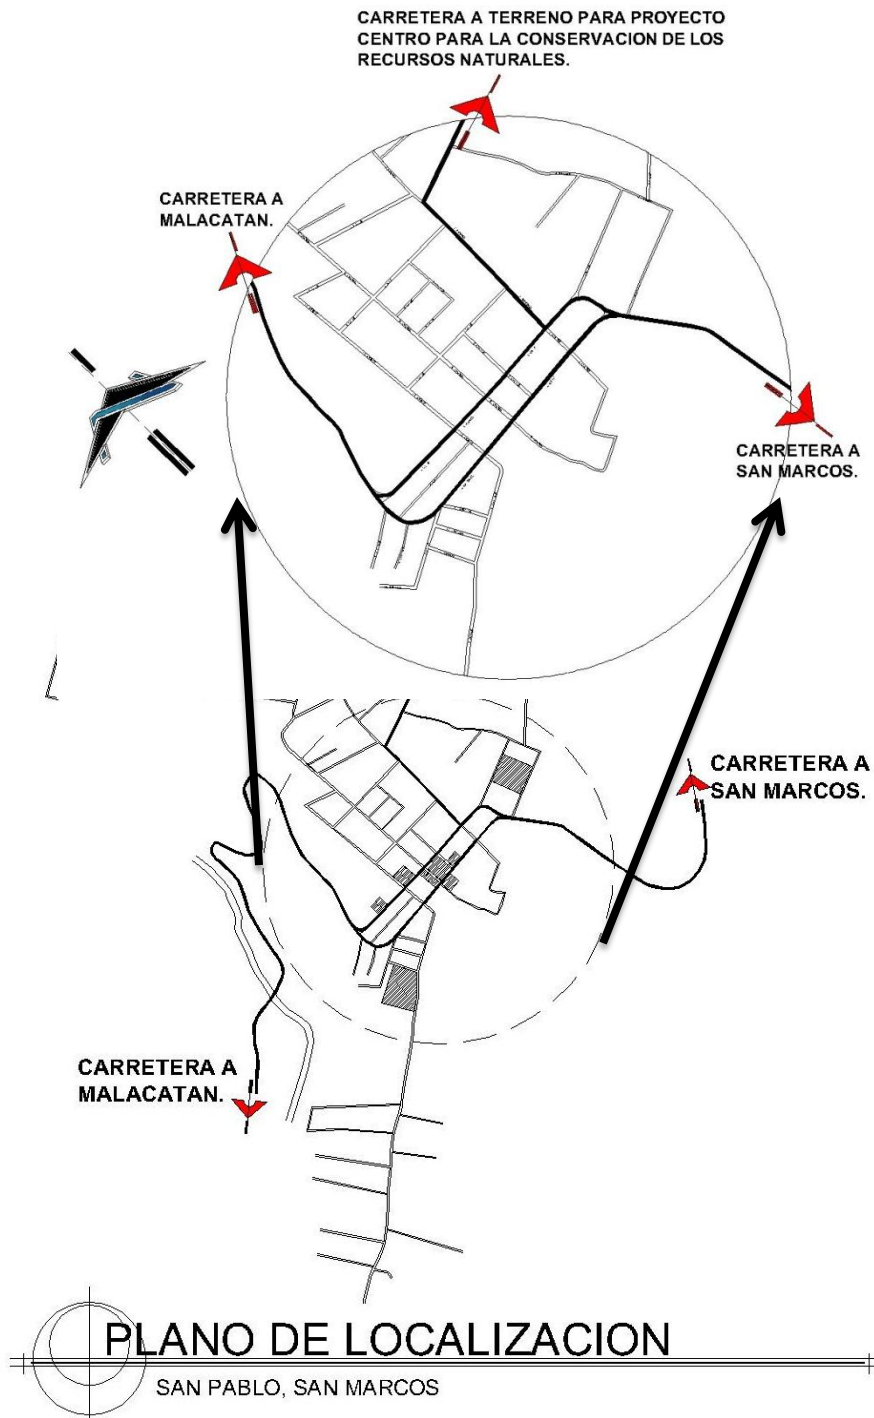 CARRETERA A TERRENO PARA PROYECTO
CENTRO PARA LA CONSERVACION DE LOS
RECURSOS NATURALES.
CARRETERA A
MALACATAN.
CARRETERA A
SAN MARCOS.
CARRETERA A
SAN MARCOS.
CARRETERA A
MALACATAN.
PLANO DE LOCALIZACION
SAN PABLO, SAN MARCOS